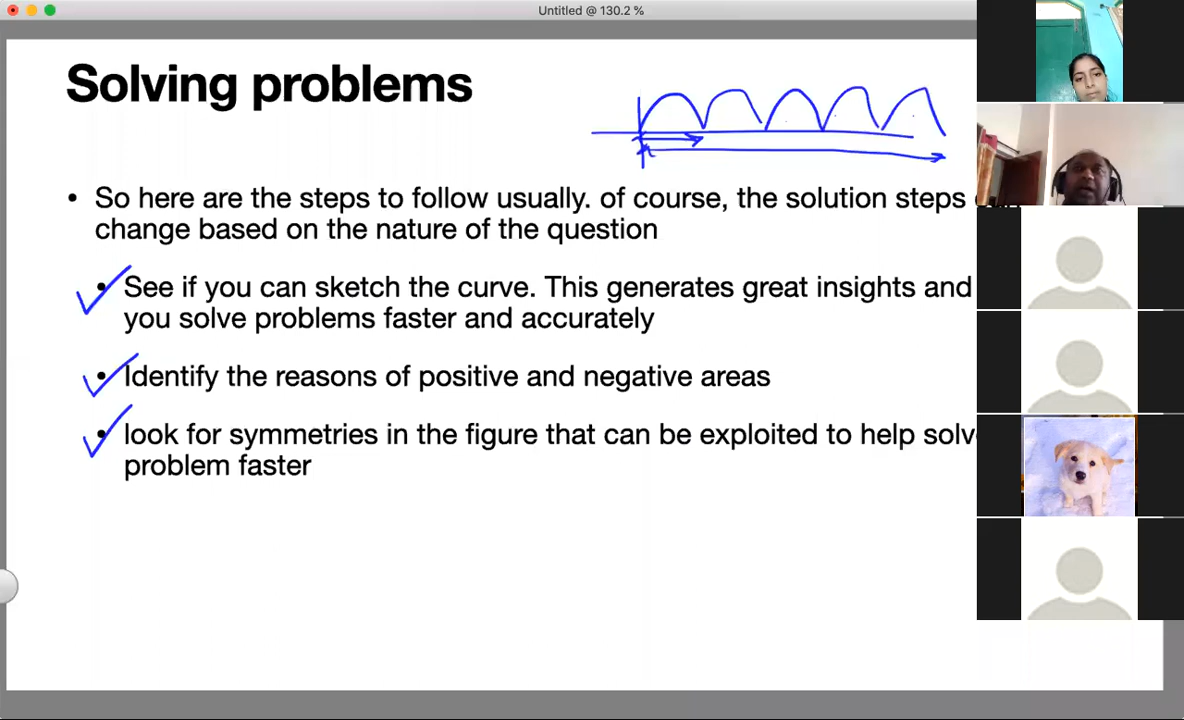 Untitled @ 130.2 %
Solving problems
• So here are the steps to follow usually. of course, the solution steps
change based on the nature of the question
• See if you can sketch the curve. This generates great insights and
you solve problems faster and accurately
• Identify the reasons of positive and negative areas
• look for symmetries in the figure that can be exploited to help
problem faster